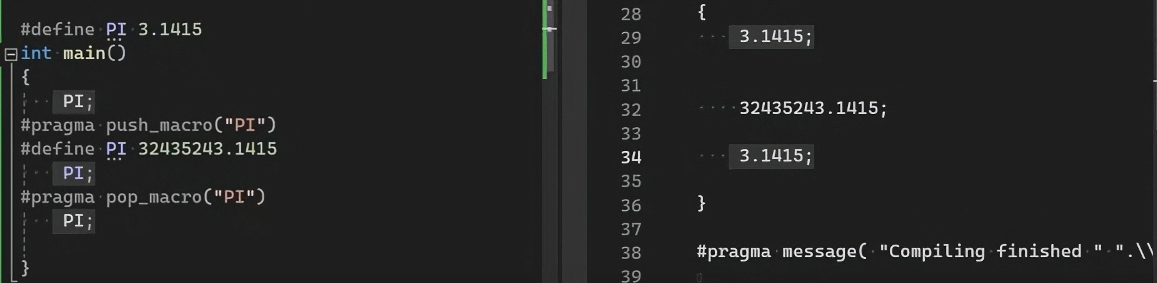 #define PI 3.1415
int main()
{
PI;
#pragma push_macro("PI")
#define PI 32435243.1415
PI;
#pragma pop_macro("PI")
PI;
}
28 {
29 3.1415;
30
31
32 32435243.1415;
33
34 3.1415;
35
36 }
37
38 #pragma message( "Compiling finished " ".\\
39